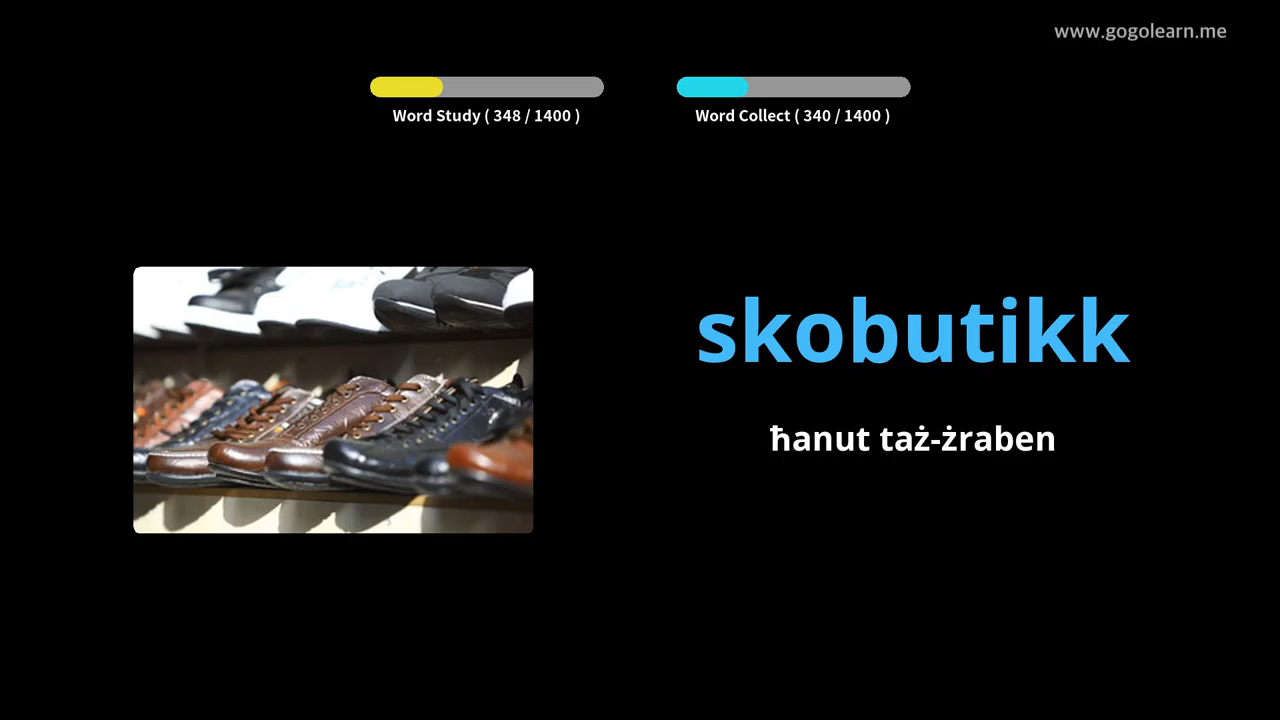 www.gogolearn.me
Word Study ( 348 / 1400 )
Word Collect ( 340 / 1400 )
skobutikk
ħanut taż-żraben